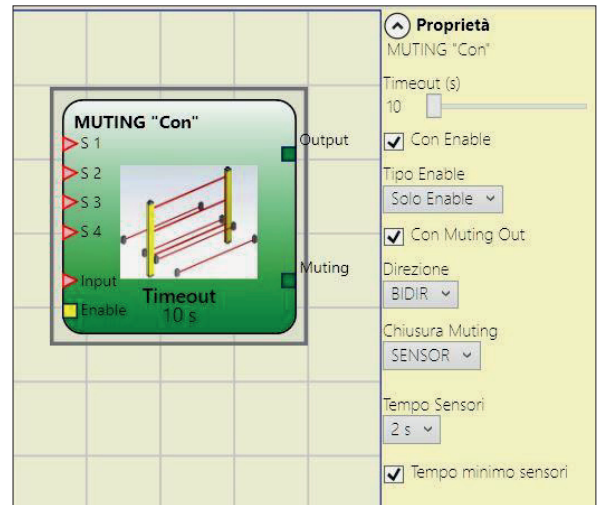 MUTING "Con"
S 1
S 2
S 3
S 4
Input
Enable
Output
Muting
Timeout
10 s
Proprietà
MUTING "Con"
Timeout (s)
10
Con Enable
Tipo Enable
Solo Enable
Con Muting Out
Direzione
BIDIR
Chiusura Muting
SENSOR
Tempo Sensori
2 s
Tempo minimo sensori